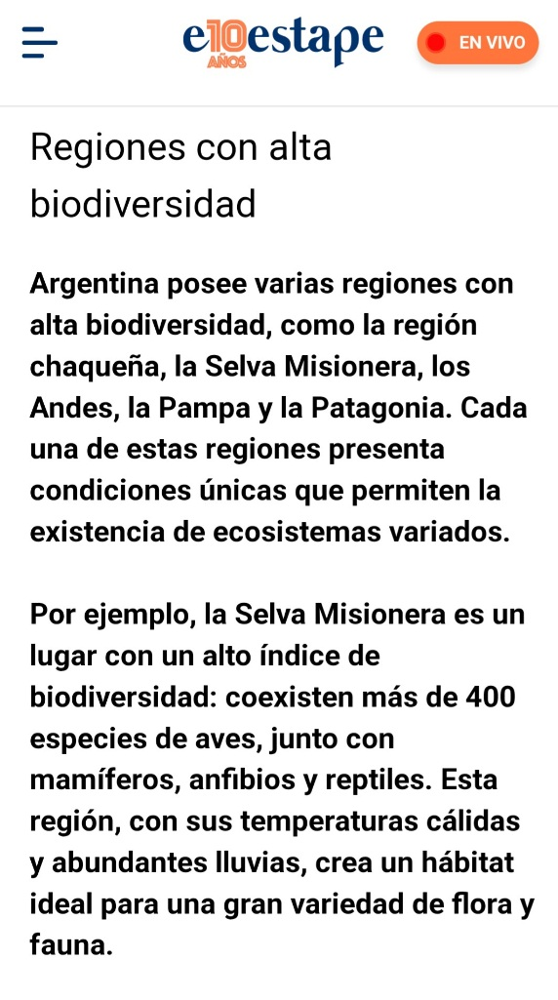 e10estape
AÑOS
EN VIVO
Regiones con alta
biodiversidad
Argentina posee varias regiones con
alta biodiversidad, como la región
chaqueña, la Selva Misionera, los
Andes, la Pampa y la Patagonia. Cada
una de estas regiones presenta
condiciones únicas que permiten la
existencia de ecosistemas variados.
Por ejemplo, la Selva Misionera es un
lugar con un alto índice de
biodiversidad: coexisten más de 400
especies de aves, junto con
mamíferos, anfibios y reptiles. Esta
región, con sus temperaturas cálidas
y abundantes lluvias, crea un hábitat
ideal para una gran variedad de flora y
fauna.